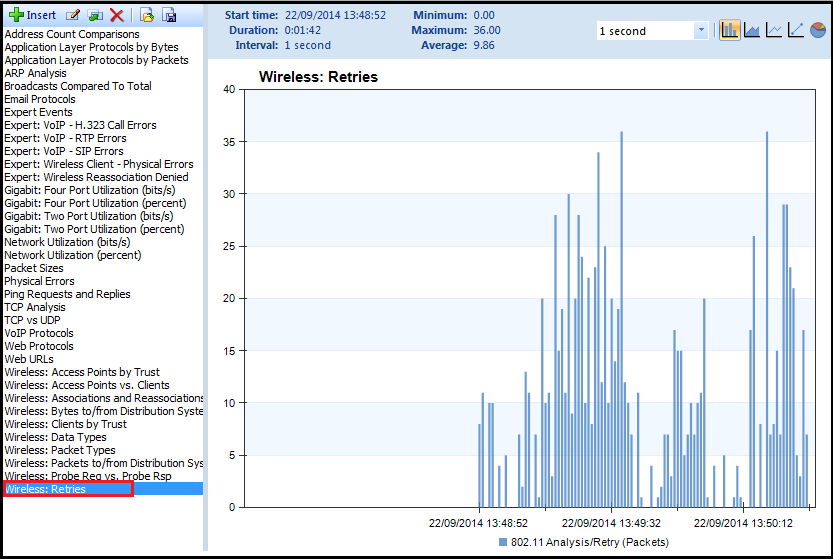 Insert
Address Count Comparisons
Application Layer Protocols by Bytes
Application Layer Protocols by Packets
ARP Analysis
Broadcasts Compared To Total
Email Protocols
Expert Events
Expert: VoIP - H.323 Call Errors
Expert: VoIP - RTP Errors
Expert: VoIP - SIP Errors
Expert: Wireless Client - Physical Errors
Expert: Wireless Reassociation Denied
Gigabit: Four Port Utilization (bits/s)
Gigabit: Four Port Utilization (percent)
Gigabit: Two Port Utilization (bits/s)
Gigabit: Two Port Utilization (percent)
Network Utilization (bits/s)
Network Utilization (percent)
Packet Sizes
Physical Errors
Ping Requests and Replies
TCP Analysis
TCP vs UDP
VoIP Protocols
Web Protocols
Web URLs
Wireless: Access Points by Trust
Wireless: Access Points vs. Clients
Wireless: Associations and Reassociations
Wireless: Bytes to/from Distribution Syste
Wireless: Clients by Trust
Wireless: Data Types
Wireless: Packet Types
Wireless: Packets to/from Distribution Sys
Wireless: Probe Req vs. Probe Rsp
Wireless: Retries
Start time: 22/09/2014 13:48:52 Minimum: 0.00
Duration: 0:01:42 Maximum: 36.00
Interval: 1 second Average: 9.86
1 second
Wireless: Retries
40
35
30
25
20
15
10
5
0
22/09/2014 13:48:52 22/09/2014 13:49:32 22/09/2014 13:50:12
802.11 Analysis/Retry (Packets)